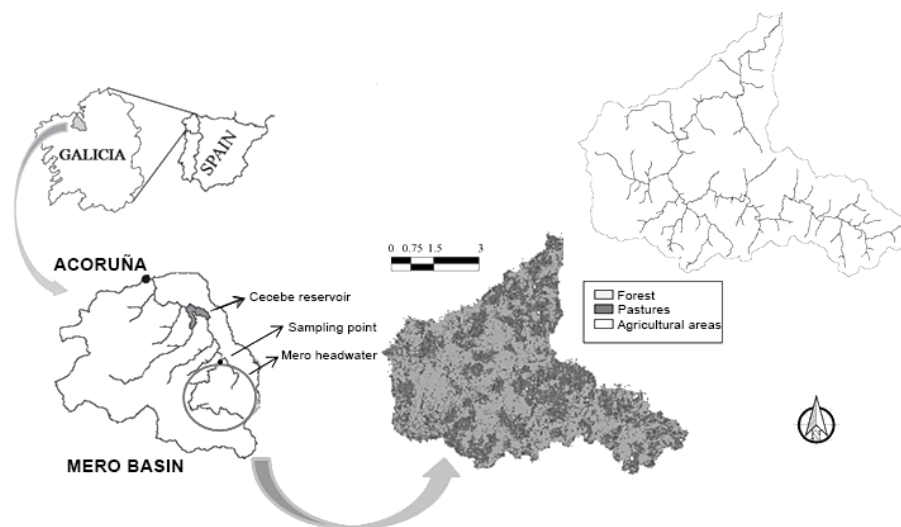 GALICIA
SPAIN
ACORUÑA
Cecebe reservoir
Sampling point
Mero headwater
MERO BASIN
0 0.75 1.5 3
Forest
Pastures
Agricultural areas
N